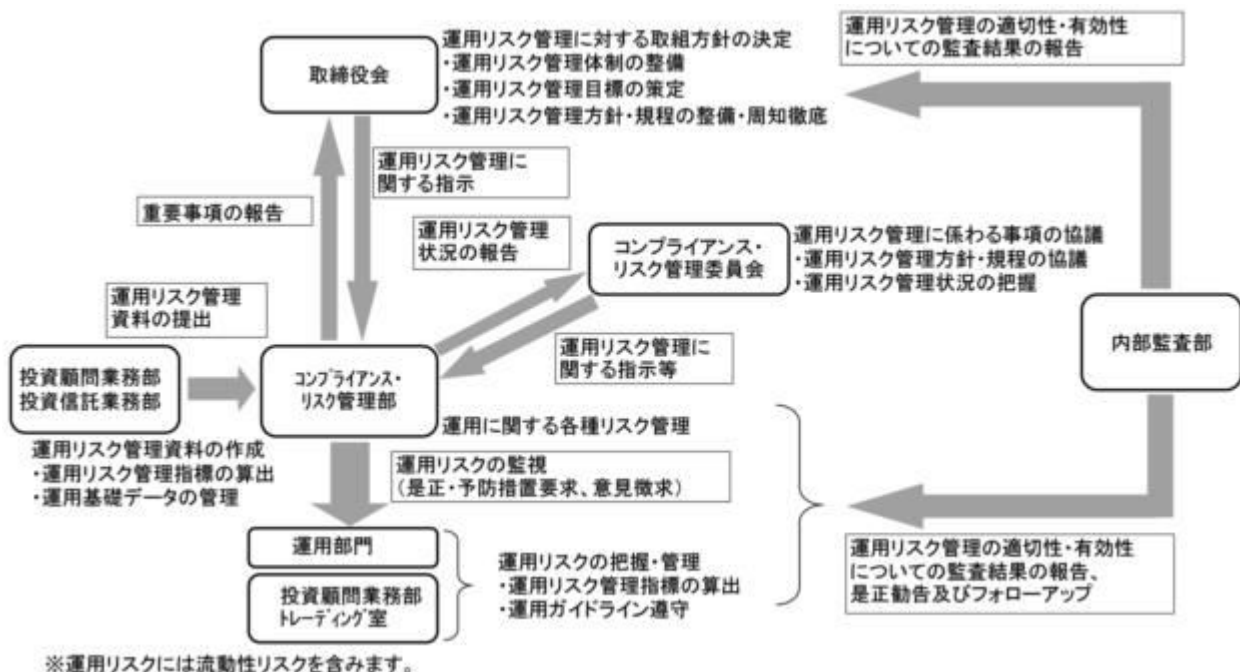 取締役会
運用リスク管理に対する取組方針の決定
・運用リスク管理体制の整備
・運用リスク管理目標の策定
・運用リスク管理方針・規程の整備・周知徹底
運用リスク管理の適切性・有効性
についての監査結果の報告
運用リスク管理に
関する指示
重要事項の報告
運用リスク管理
状況の報告
コンプライアンス・
リスク管理委員会
運用リスク管理に係わる事項の協議
・運用リスク管理方針・規程の協議
・運用リスク管理状況の把握
運用リスク管理
資料の提出
運用リスク管理に
関する指示等
内部監査部
投資顧問業務部
投資信託業務部
コンプライアンス・
リスク管理部
運用に関する各種リスク管理
運用リスク管理資料の作成
・運用リスク管理指標の算出
・運用基礎データの管理
運用リスクの監視
(是正・予防措置要求、意見徴求)
運用部門
投資顧問業務部
トレーディング室
運用リスクの把握・管理
・運用リスク管理指標の算出
・運用ガイドライン遵守
運用リスク管理の適切性・有効性
についての監査結果の報告、
是正勧告及びフォローアップ
※運用リスクには流動性リスクを含みます。